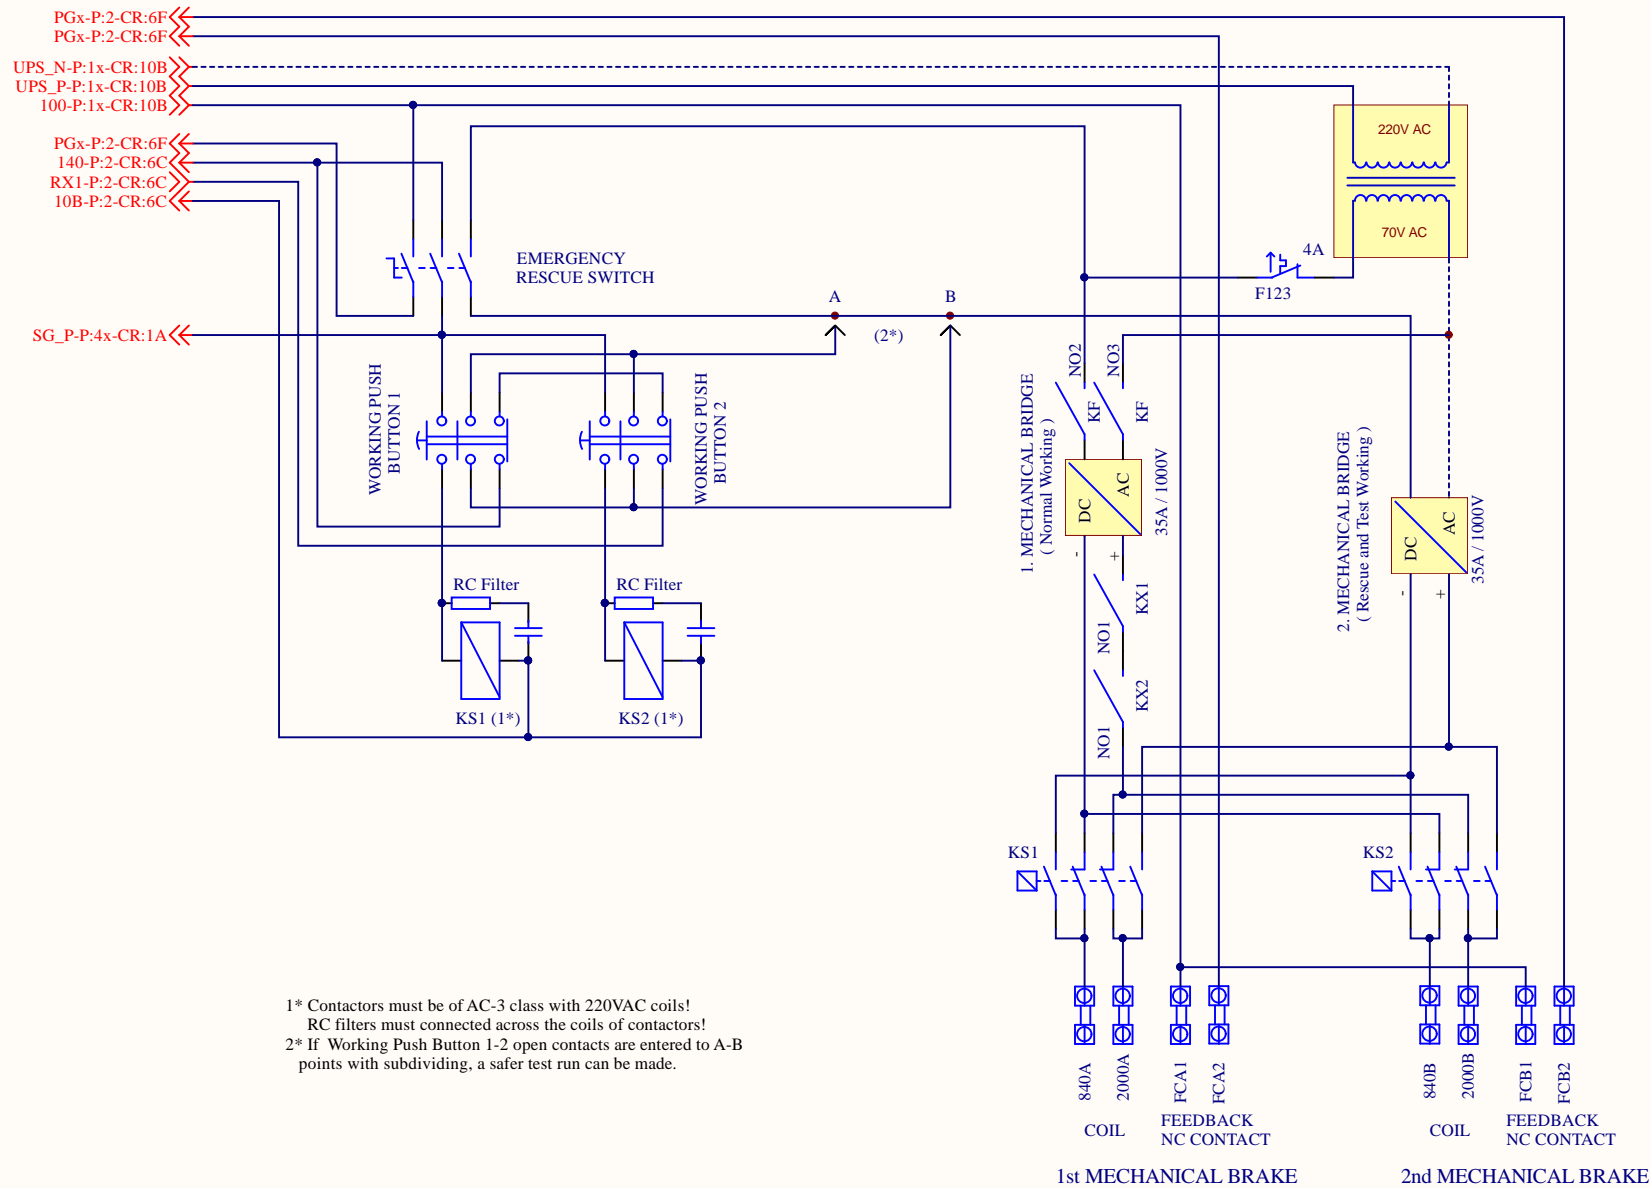 PGx-P:2-CR:6F
PGx-P:2-CR:6F
UPS_N-P:1x-CR:10B
UPS_P-P:1x-CR:10B
100-P:1x-CR:10B
PGx-P:2-CR:6F
140-P:2-CR:6C
RX1-P:2-CR:6C
10B-P:2-CR:6C
SG_P-P:4x-CR:1A
220V AC
70V AC
4A
F123
EMERGENCY
RESCUE SWITCH
A
B
(2*)
WORKING PUSH
BUTTON 1
WORKING PUSH
BUTTON 2
NO2
NO3
KF
KF
1. MECHANICAL BRIDGE
( Normal Working )
DC
AC
35A / 1000V
-
+
2. MECHANICAL BRIDGE
( Rescue and Test Working )
DC
AC
35A / 1000V
-
+
KX1
NO1
KX2
NO1
RC Filter
RC Filter
KS1 (1*)
KS2 (1*)
KS1
KS2
1* Contactors must be of AC-3 class with 220VAC coils!
RC filters must connected across the coils of contactors!
2* If Working Push Button 1-2 open contacts are entered to A-B
points with subdividing, a safer test run can be made.
840A
2000A
FCA1
FCA2
840B
2000B
FCB1
FCB2
COIL
FEEDBACK
NC CONTACT
COIL
FEEDBACK
NC CONTACT
1st MECHANICAL BRAKE
2nd MECHANICAL BRAKE